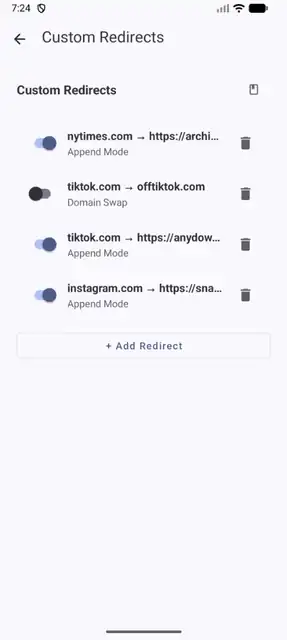 7:24
Custom Redirects
Custom Redirects
nytimes.com → https://archi...
Append Mode
tiktok.com → offtiktok.com
Domain Swap
tiktok.com → https://anydow...
Append Mode
instagram.com → https://sna...
Append Mode
+ Add Redirect